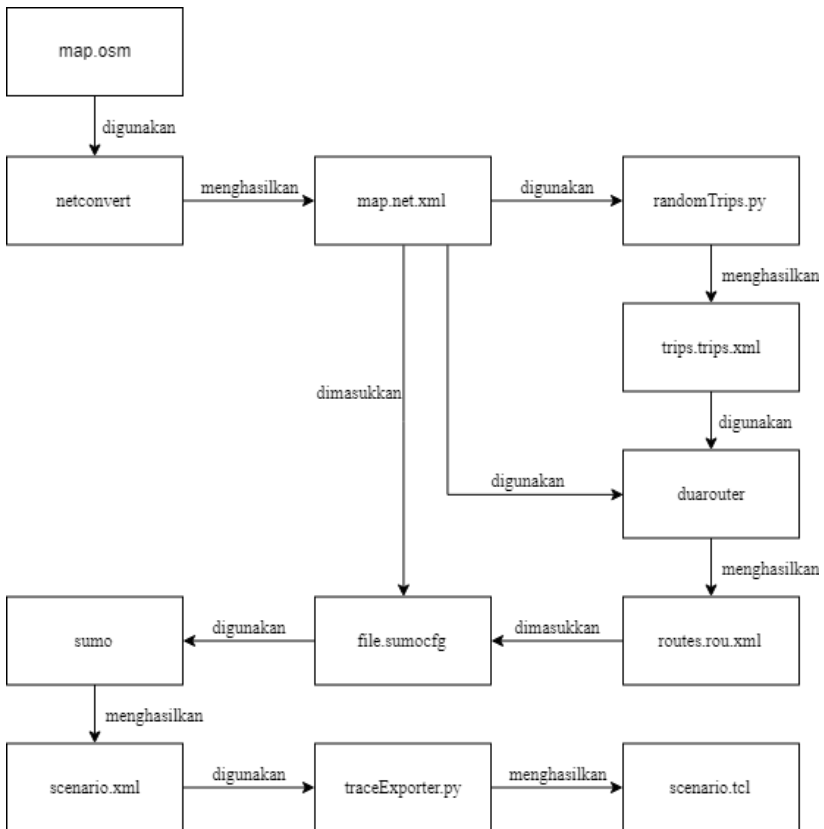 map.osm
digunakan
netconvert
menghasilkan
map.net.xml
digunakan
randomTrips.py
menghasilkan
trips.trips.xml
dimasukkan
digunakan
digunakan
duarouter
menghasilkan
sumo
digunakan
file.sumocfg
dimasukkan
routes.rou.xml
menghasilkan
scenario.xml
digunakan
traceExporter.py
menghasilkan
scenario.tcl